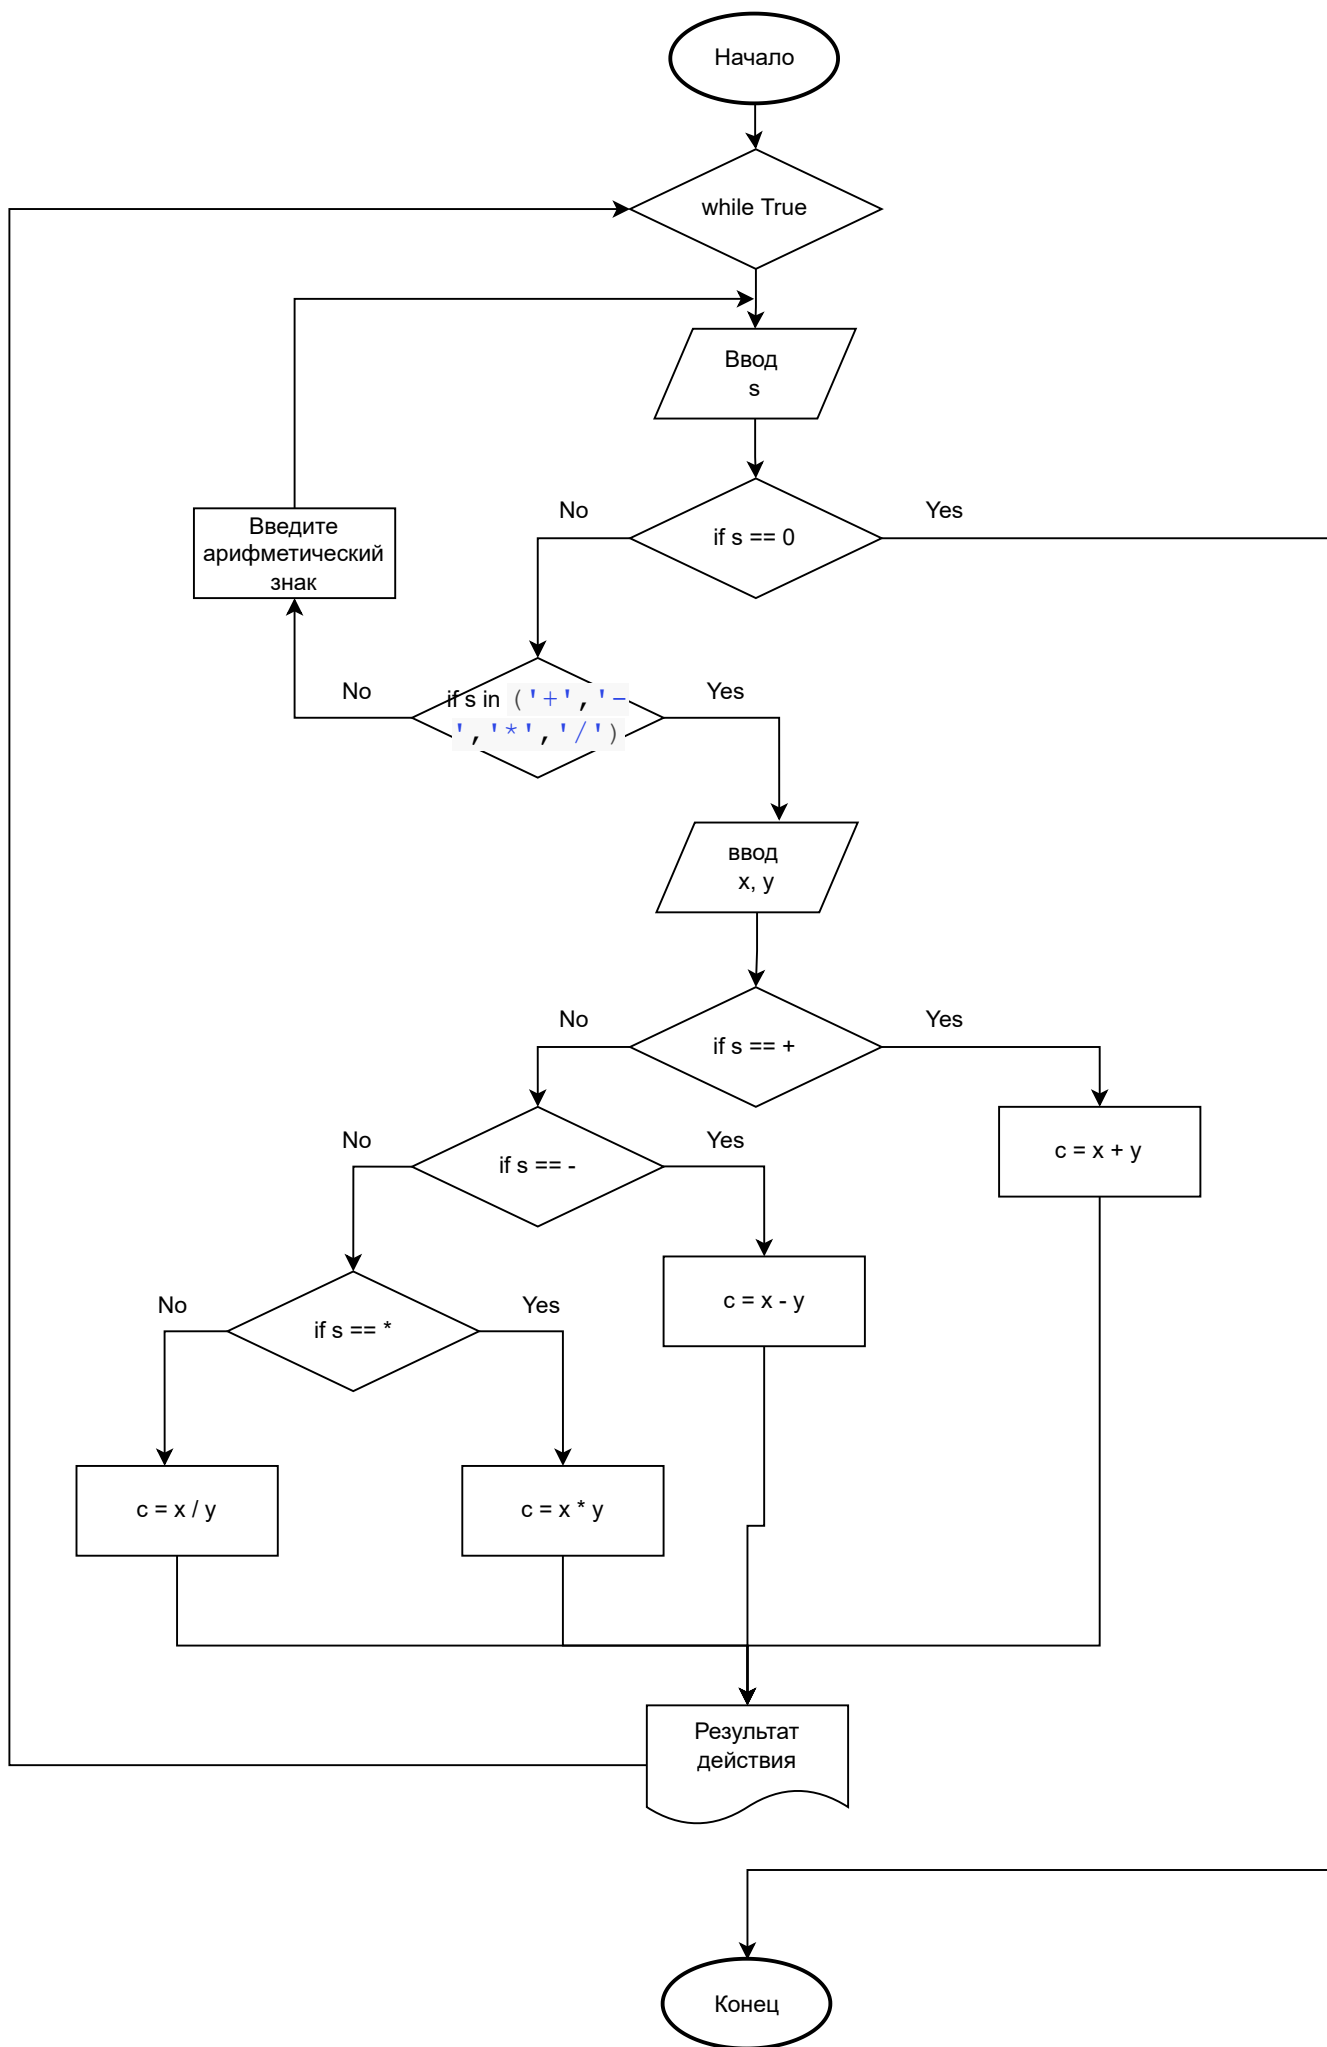 Начало
while True
Ввод
s
No
Yes
if s == 0
Введите
арифметический
знак
No
if s in ('+','-
','*','/')
Yes
ввод
x, y
No
Yes
if s == +
No
Yes
if s == -
c = x + y
No
Yes
if s == *
c = x - y
c = x / y
c = x * y
Результат
действия
Конец